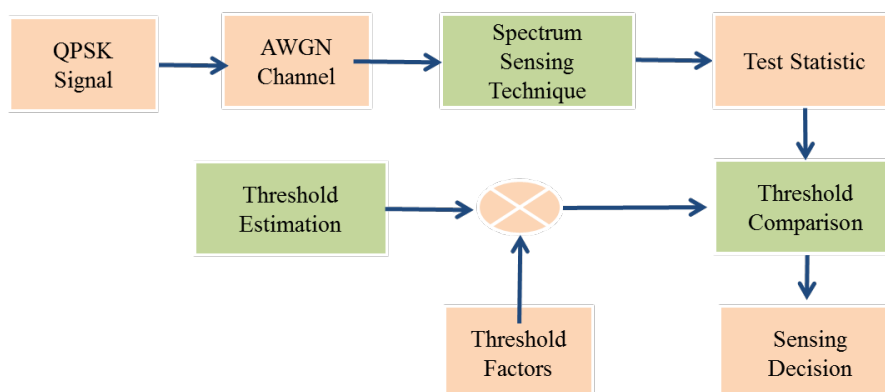 QPSK
Signal
AWGN
Channel
Spectrum
Sensing
Technique
Test Statistic
Threshold
Estimation
Threshold
Comparison
Threshold
Factors
Sensing
Decision